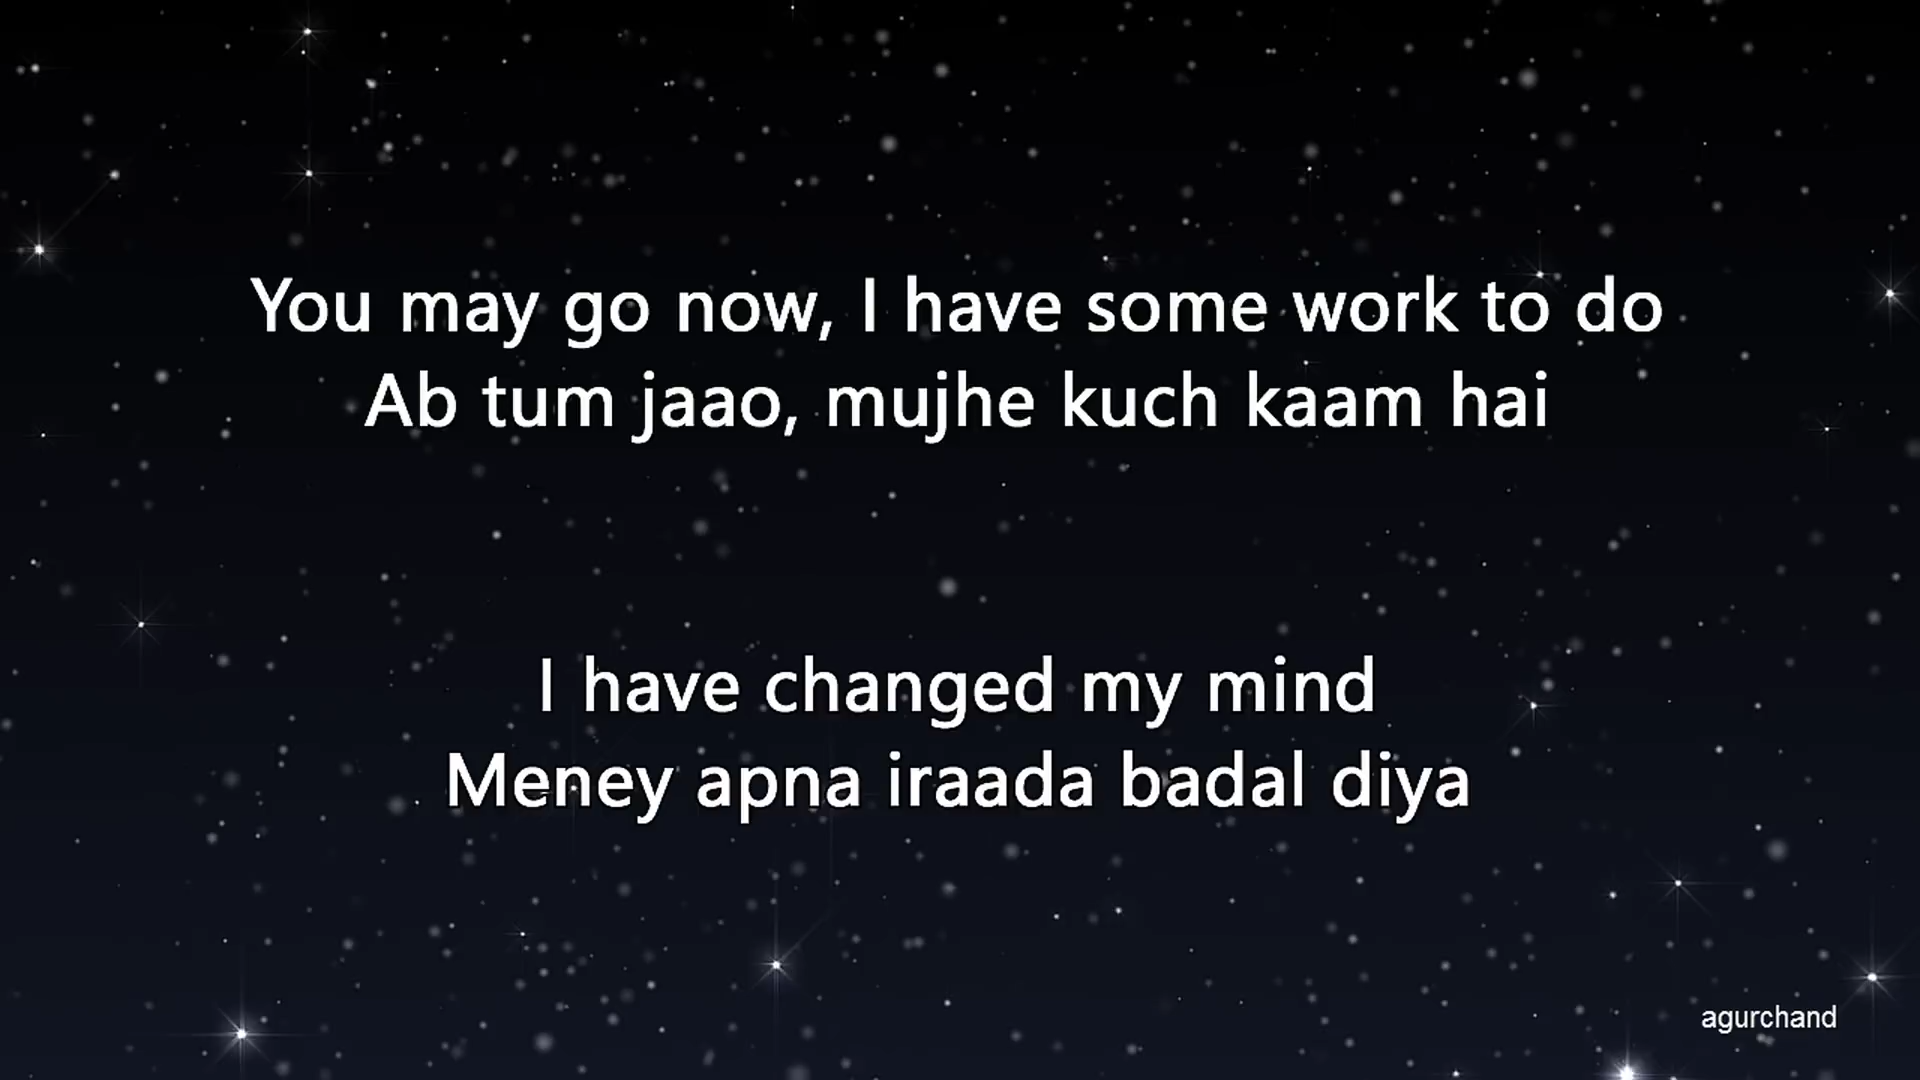 You may go now, I have some work to do
Ab tum jaao, mujhe kuch kaam hai
I have changed my mind
Meney apna iraada badal diya
agurchand